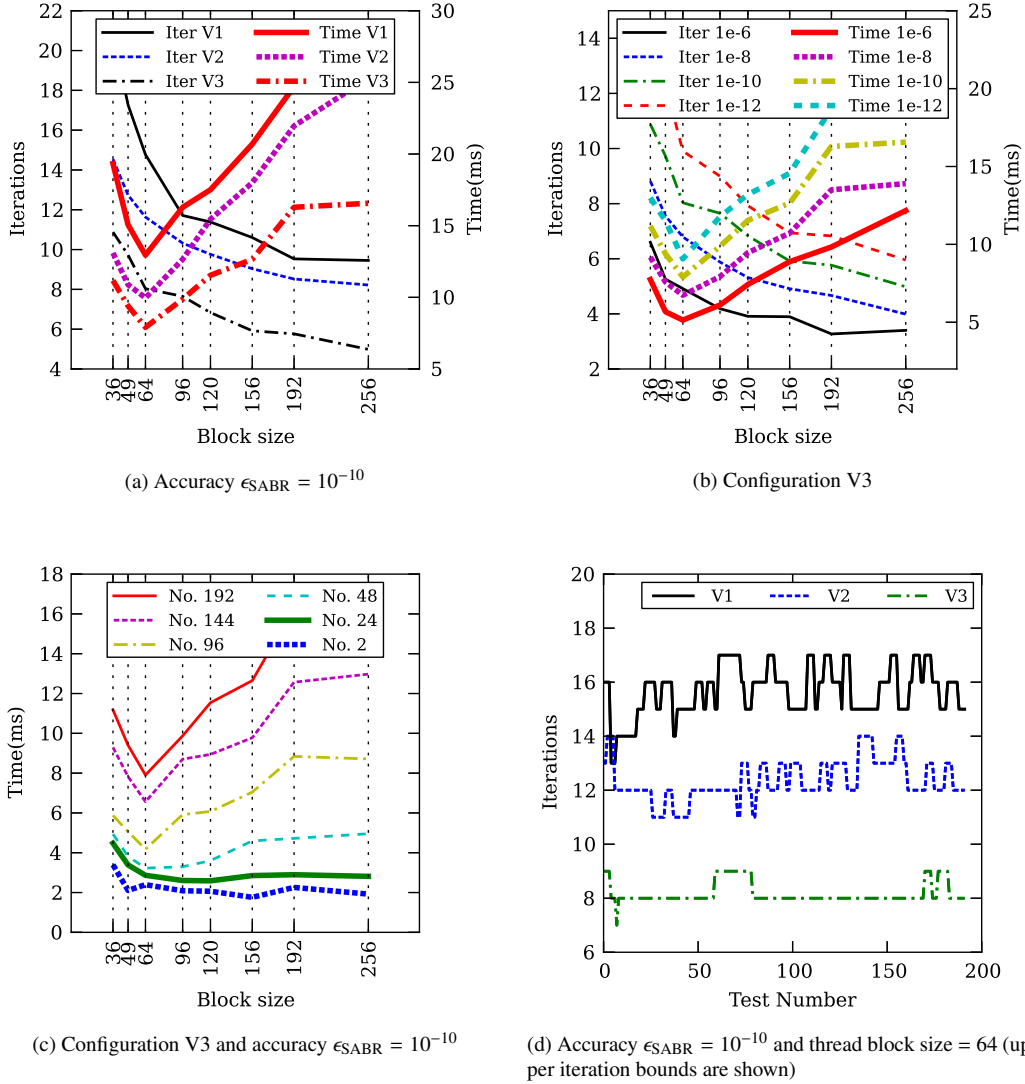 22
20
18
16
14
12
10
8
6
4
Iterations
30
25
20
15
10
5
Time(ms)
Iter V1
Iter V2
Iter V3
Time V1
Time V2
Time V3
36
49
64
96
120
156
192
256
Block size
(a) Accuracy ϵSABR = 10−10
14
12
10
8
6
4
2
Iterations
25
20
15
10
5
Time(ms)
Iter 1e-6
Iter 1e-8
Iter 1e-10
Iter 1e-12
Time 1e-6
Time 1e-8
Time 1e-10
Time 1e-12
36
49
64
96
120
156
192
256
Block size
(b) Configuration V3
18
16
14
12
10
8
6
4
2
0
Time(ms)
No. 192
No. 144
No. 96
No. 48
No. 24
No. 2
36
49
64
96
120
156
192
256
Block size
(c) Configuration V3 and accuracy ϵSABR = 10−10
20
18
16
14
12
10
8
6
Iterations
V1 V2 V3
0 50 100 150 200
Test Number
(d) Accuracy ϵSABR = 10−10 and thread block size = 64 (up
per iteration bounds are shown)